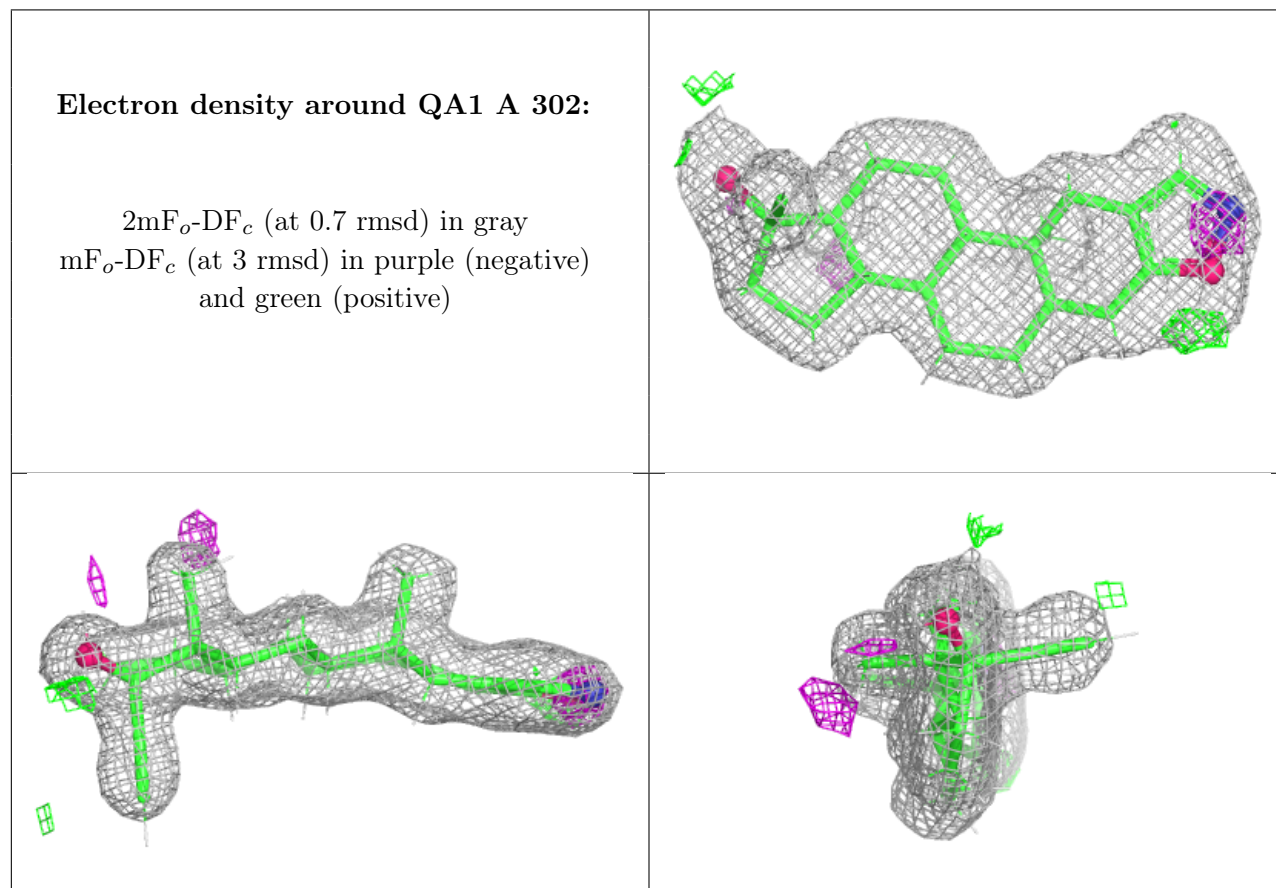 Electron density around QA1 A 302:
2mFo-DFc (at 0.7 rmsd) in gray
mFo-DFc (at 3 rmsd) in purple (negative)
and green (positive)